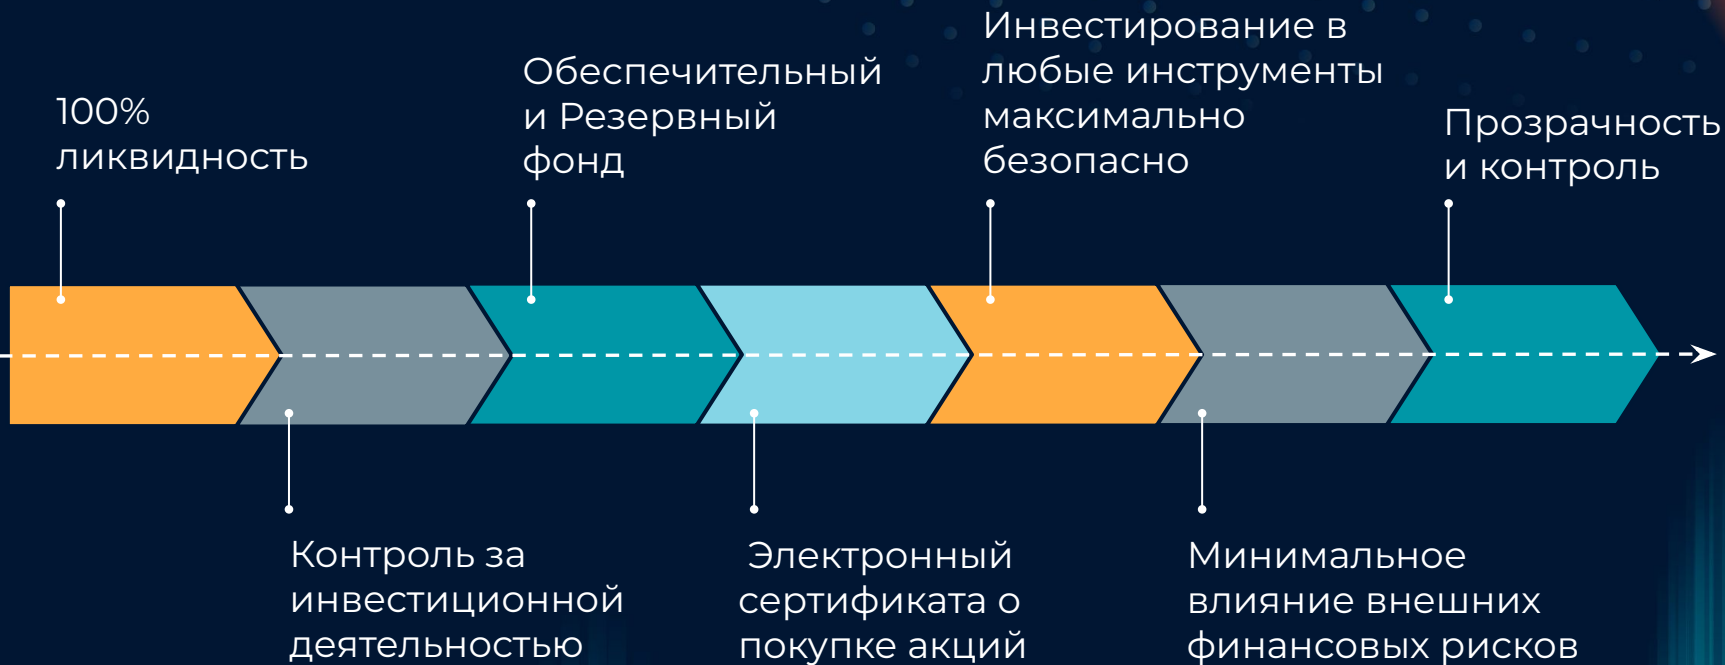 100%
ликвидность
Контроль за
инвестиционной
деятельностью
Обеспечительный
и Резервный
фонд
Электронный
сертификата о
покупке акций
Инвестирование в
любые инструменты
максимально
безопасно
Минимальное
влияние внешних
финансовых рисков
Прозрачность
и контроль